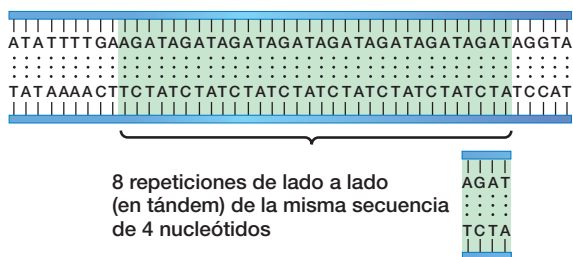 ATATTTTGAAGATAGATAGATAGATAGATAGATAGATAGATAGGTA
TATAAAACTTCTATCTATCTATCTATCTATCTATCTATCTATCCAT
8 repeticiones de lado a lado
(en tándem) de la misma secuencia
de 4 nucleótidos
AGAT
TCTA